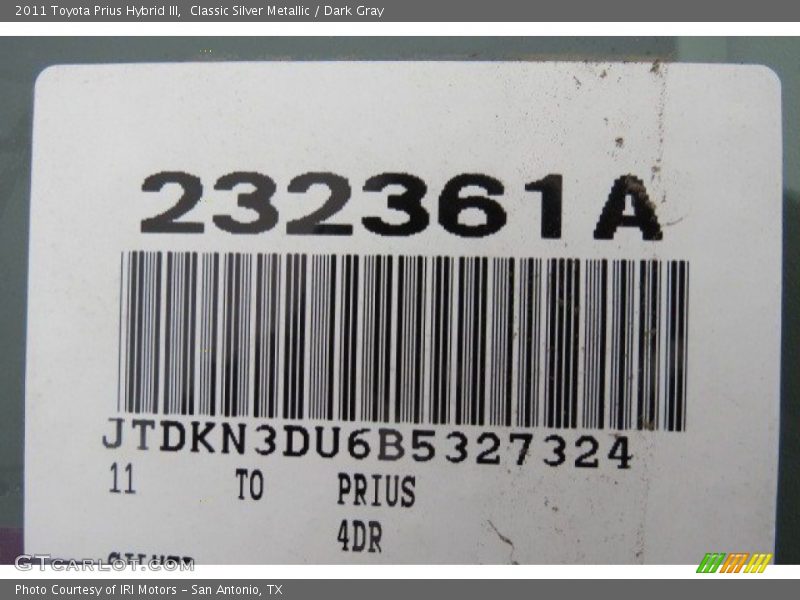 2011 Toyota Prius Hybrid III,  Classic Silver Metallic / Dark Gray
232361A
JTDKN3DU6B5327324
11 TO PRIUS
4DR
GTCARLOT.COM
Photo Courtesy of IRI Motors – San Antonio, TX